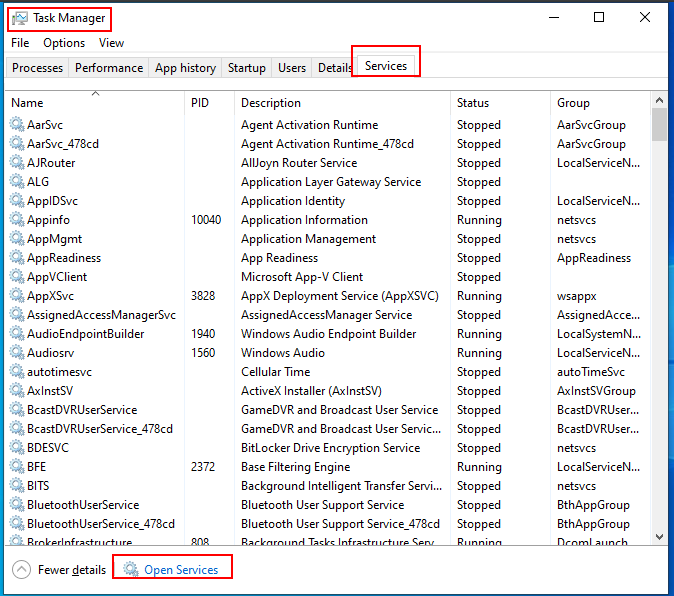 Task Manager
File Options View
Processes Performance App history Startup Users Details Services
Name PID Description Status Group
AarSvc Agent Activation Runtime Stopped AarSvcGroup
AarSvc_478cd Agent Activation Runtime_478cd Stopped AarSvcGroup
AJRouter AllJoyn Router Service Stopped LocalServiceN...
ALG Application Layer Gateway Service Stopped
AppIDSvc Application Identity Stopped LocalServiceN...
Appinfo 10040 Application Information Running netsvcs
AppMgmt Application Management Stopped netsvcs
AppReadiness App Readiness Stopped AppReadiness
AppVClient Microsoft App-V Client Stopped
AppXSvc 3828 AppX Deployment Service (AppXSVC) Running wsappx
AssignedAccessManagerSvc AssignedAccessManager Service Stopped AssignedAcce...
AudioEndpointBuilder 1940 Windows Audio Endpoint Builder Running LocalSystemN...
Audiosrv 1560 Windows Audio Running LocalServiceN...
autotimesvc Cellular Time Stopped autoTimeSvc
AxInstSV ActiveX Installer (AxInstSV) Stopped AxInstSVGroup
BcastDVRUserService GameDVR and Broadcast User Service Stopped BcastDVRUser...
BcastDVRUserService_478cd GameDVR and Broadcast User Servic... Stopped BcastDVRUser...
BDESVC BitLocker Drive Encryption Service Stopped netsvcs
BFE 2372 Base Filtering Engine Running LocalServiceN...
BITS Background Intelligent Transfer Servi... Stopped netsvcs
BluetoothUserService Bluetooth User Support Service Stopped BthAppGroup
BluetoothUserService_478cd Bluetooth User Support Service_478cd Stopped BthAppGroup
BrokerInfrastructure 808 Background Tasks Infrastructure Serv... Running DcomLaunch
Fewer details Open Services